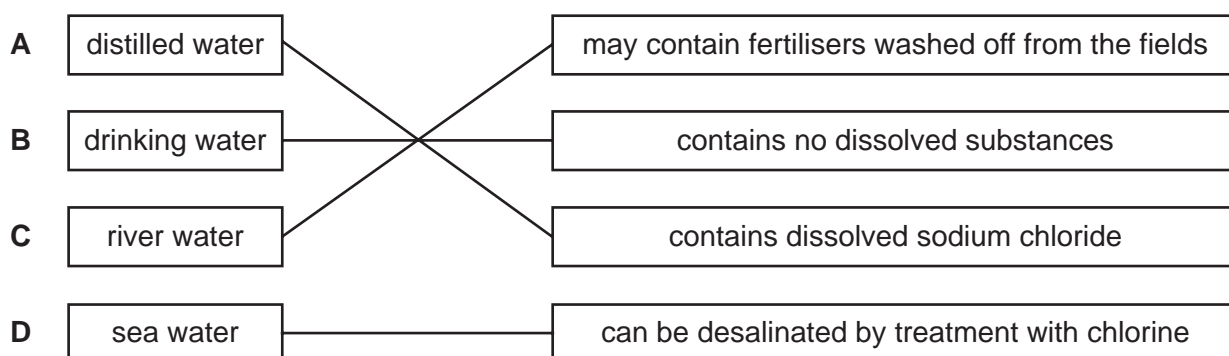 A distilled water may contain fertilisers washed off from the fields
B drinking water contains no dissolved substances
C river water contains dissolved sodium chloride
D sea water can be desalinated by treatment with chlorine